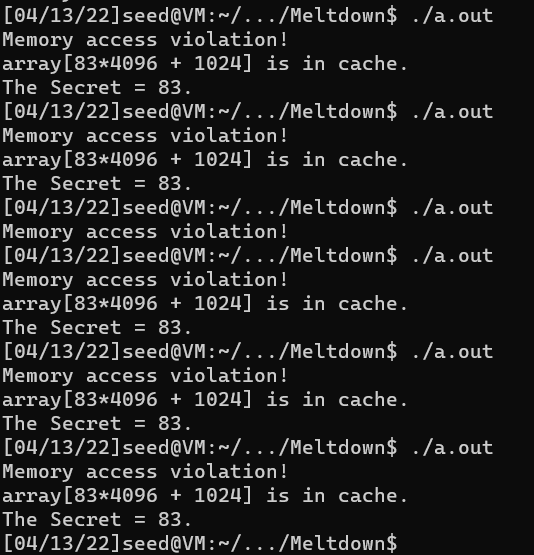 [04/13/22]seed@VM:~/.../Meltdown$ ./a.out
Memory access violation!
array[83*4096 + 1024] is in cache.
The Secret = 83.
[04/13/22]seed@VM:~/.../Meltdown$ ./a.out
Memory access violation!
array[83*4096 + 1024] is in cache.
The Secret = 83.
[04/13/22]seed@VM:~/.../Meltdown$ ./a.out
Memory access violation!
[04/13/22]seed@VM:~/.../Meltdown$ ./a.out
Memory access violation!
array[83*4096 + 1024] is in cache.
The Secret = 83.
[04/13/22]seed@VM:~/.../Meltdown$ ./a.out
Memory access violation!
array[83*4096 + 1024] is in cache.
The Secret = 83.
[04/13/22]seed@VM:~/.../Meltdown$ ./a.out
Memory access violation!
array[83*4096 + 1024] is in cache.
The Secret = 83.
[04/13/22]seed@VM:~/.../Meltdown$